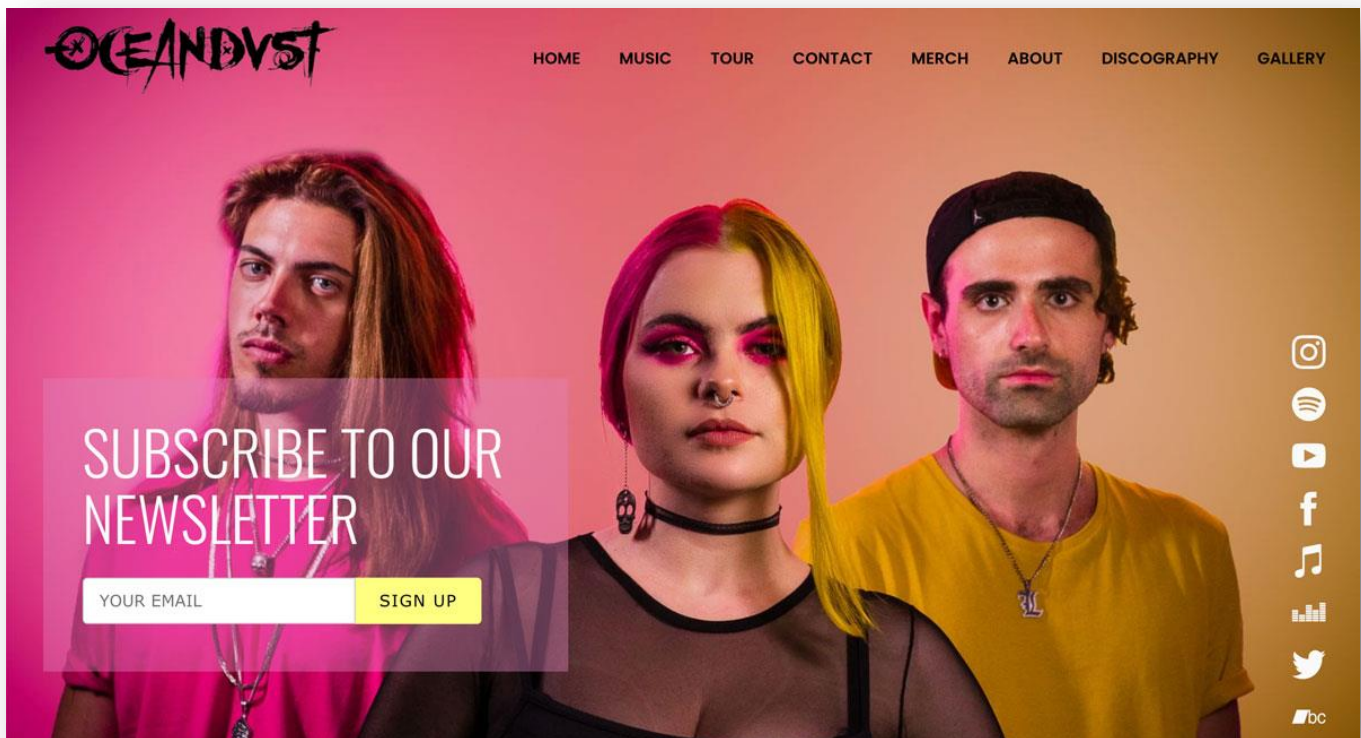 OCEANDVST
HOME MUSIC TOUR CONTACT MERCH ABOUT DISCOGRAPHY GALLERY
SUBSCRIBE TO OUR
NEWSLETTER
YOUR EMAIL SIGN UP
L
bc